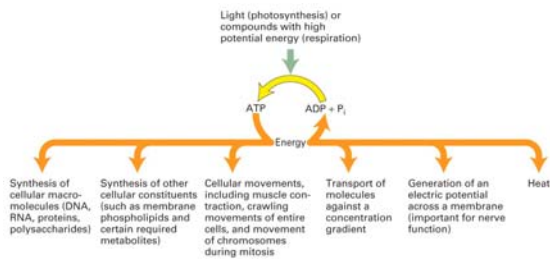 Light (photosynthesis) or
compounds with high
potential energy (respiration)
ATP
ADP + Pi
Energy
Synthesis of
cellular macro-
molecules (DNA,
RNA, proteins,
polysaccharides)
Synthesis of other
cellular constituents
(such as membrane
phospholipids and
certain required
metabolites)
Cellular movements,
including muscle con-
traction, crawling
movements of entire
cells, and movement
of chromosomes
during mitosis
Transport of
molecules
against a
concentration
gradient
Generation of an
electric potential
across a membrane
(important for nerve
function)
Heat